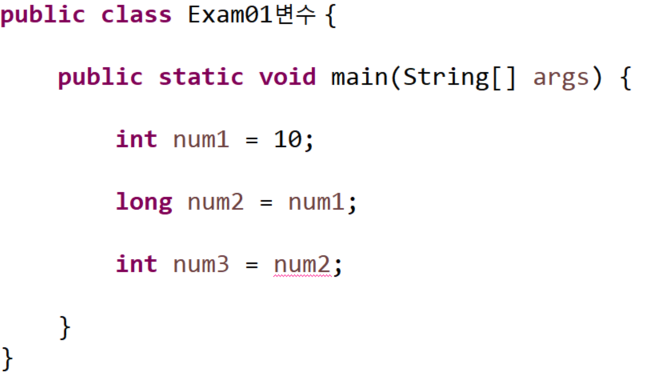 public class Exam01변수 {
public static void main(String[] args) {
int num1 = 10;
long num2 = num1;
int num3 = num2;
}
}